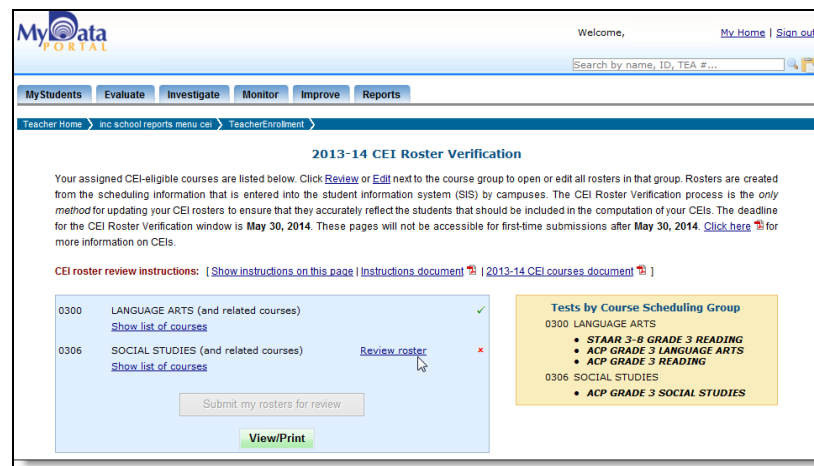 MyData
PORTAL
Welcome, My Home | Sign out
Search by name, ID, TEA #...
MyStudents Evaluate Investigate Monitor Improve Reports
Teacher Home inc school reports menu cei TeacherEnrollment
2013-14 CEI Roster Verification
Your assigned CEI-eligible courses are listed below. Click Review or Edit next to the course group to open or edit all rosters in that group. Rosters are created
from the scheduling information that is entered into the student information system (SIS) by campuses. The CEI Roster Verification process is the only
method for updating your CEI rosters to ensure that they accurately reflect the students that should be included in the computation of your CEIs. The deadline
for the CEI Roster Verification window is May 30, 2014. These pages will not be accessible for first-time submissions after May 30, 2014. Click here for
more information on CEIs.
CEI roster review instructions: [ Show instructions on this page | Instructions document | 2013-14 CEI courses document ]
0300 LANGUAGE ARTS (and related courses) ✓
Show list of courses
0306 SOCIAL STUDIES (and related courses) Review roster ×
Show list of courses
Submit my rosters for review
View/Print
Tests by Course Scheduling Group
0300 LANGUAGE ARTS
• STAAR 3-8 GRADE 3 READING
• ACP GRADE 3 LANGUAGE ARTS
• ACP GRADE 3 READING
0306 SOCIAL STUDIES
• ACP GRADE 3 SOCIAL STUDIES